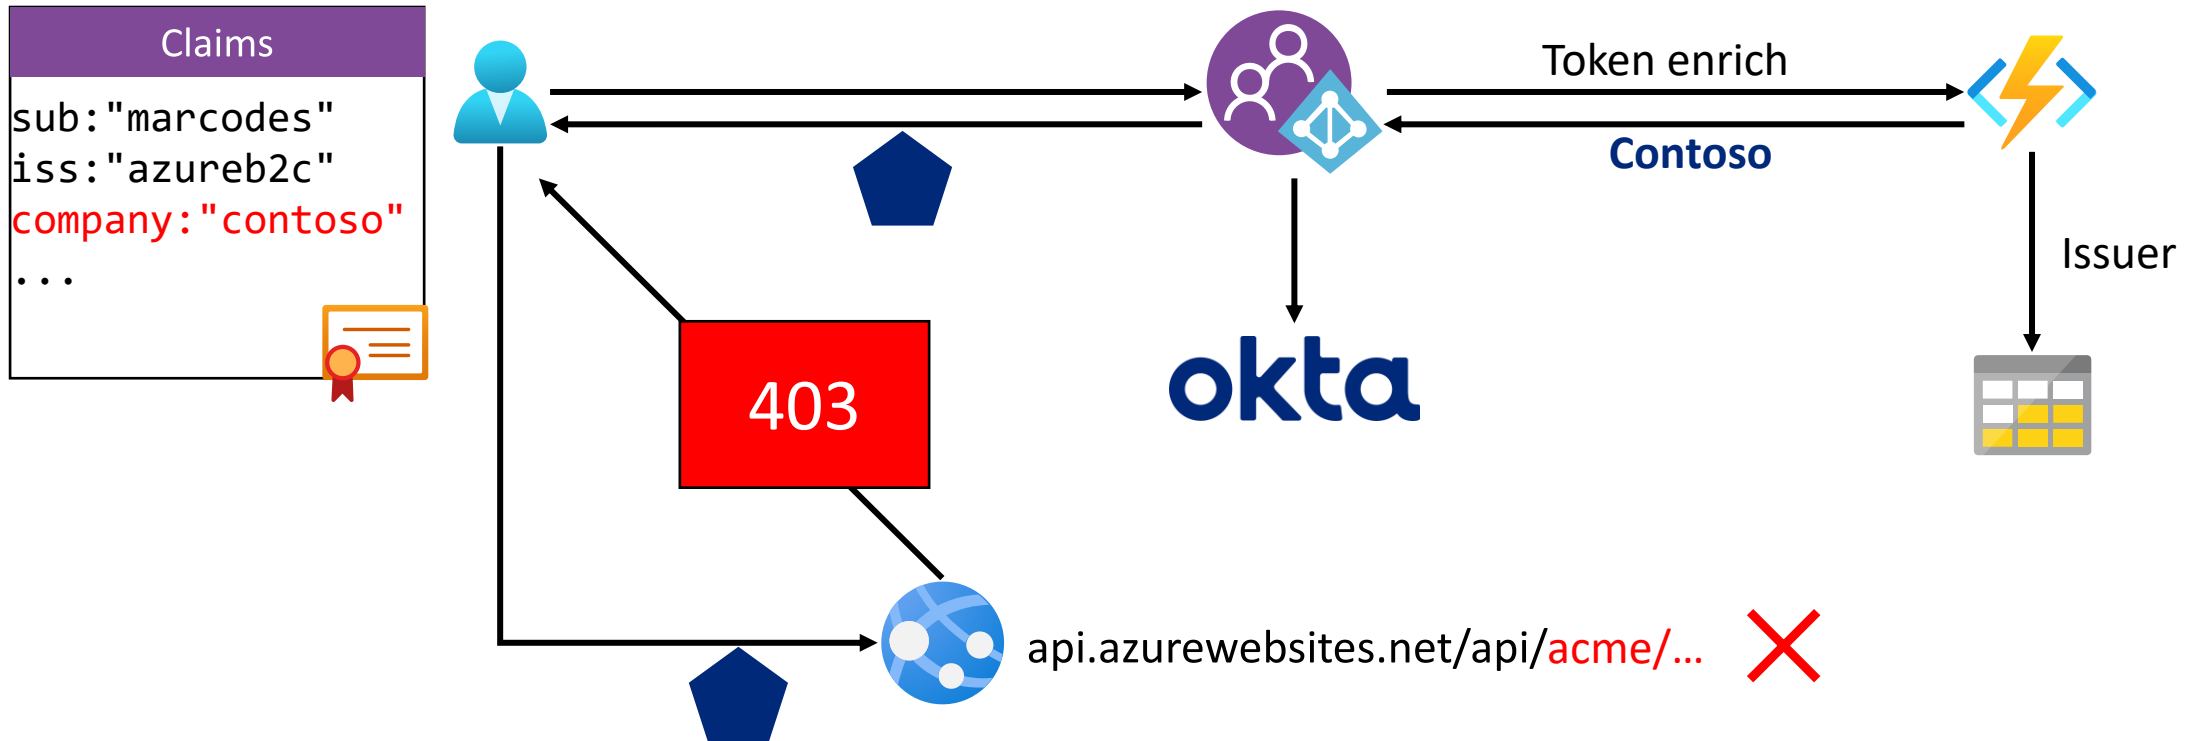 Claims
sub:"marcodes"
iss:"azureb2c"
company:"contoso"
...
Token enrich
Contoso
Issuer
okta
403
api.azurewebsites.net/api/acme/...